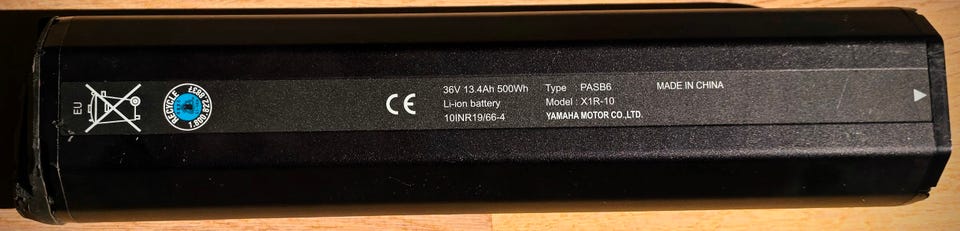 EU
RECYCLE
1.800.822.8837
CE
36V 13.4Ah 500Wh
Li-ion battery
10INR19/66-4
Type : PASB6
Model : X1R-10
YAMAHA MOTOR CO.,LTD.
MADE IN CHINA